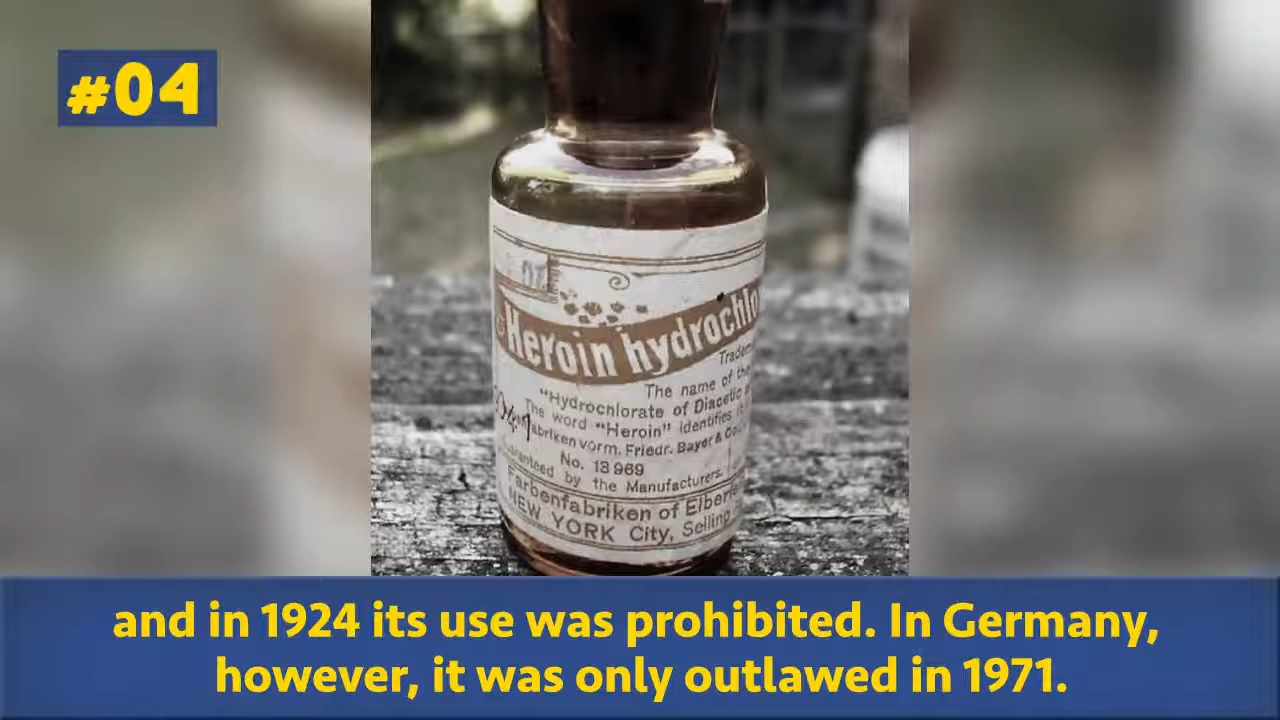 #04
Heroin hydrochlo
Tradem
The name of the
"Hydrochlorate of Diacetic
The word "Heroin" identifies
abriken vorm. Friedr. Bayer & Co.
No. 13969
uaranteed by the Manufacturers.
Farbenfabriken of Elberfe
NEW YORK City, Selling
and in 1924 its use was prohibited. In Germany,
however, it was only outlawed in 1971.